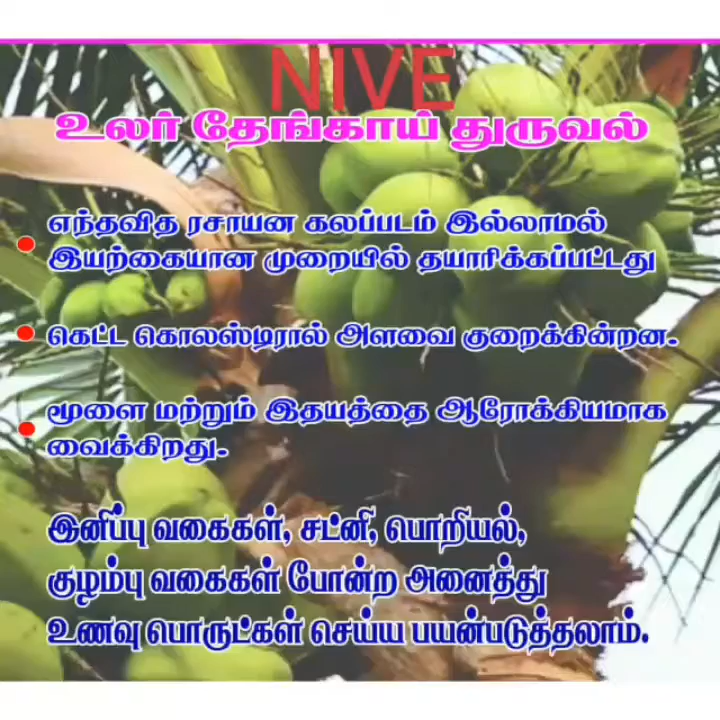 NIVE
உலர் தேங்காய் துருவல்
எந்தவித ரசாயன கலப்படம் இல்லாமல்
இயற்கையான முறையில் தயாரிக்கப்பட்டது
கெட்ட கொலஸ்டிரால் அளவை குறைக்கின்றன.
மூளை மற்றும் இதயத்தை ஆரோக்கியமாக
வைக்கிறது.
இனிப்பு வகைகள், சட்னி, பொறியல்,
குழம்பு வகைகள் போன்ற அனைத்து
உணவு பொருட்கள் செய்ய பயன்படுத்தலாம்.